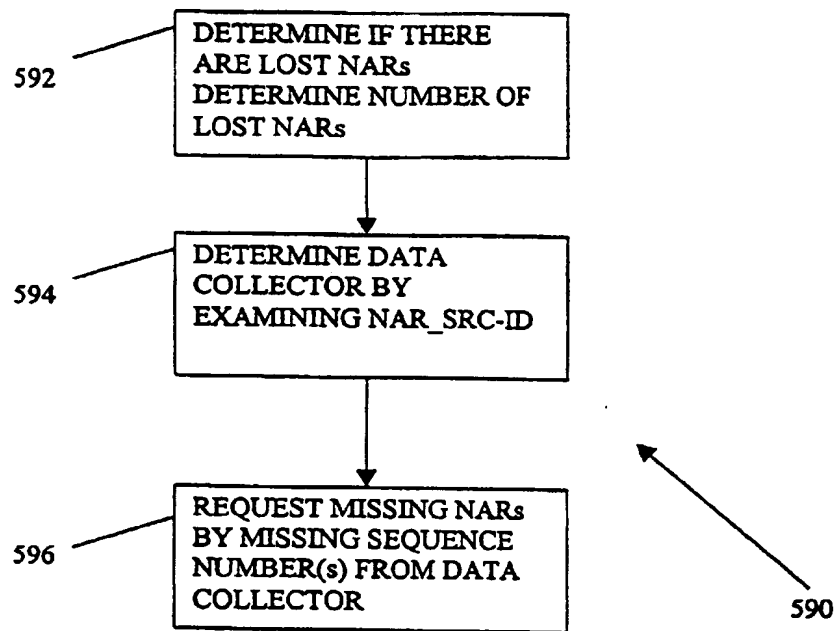 592
DETERMINE IF THERE
ARE LOST NARs
DETERMINE NUMBER OF
LOST NARs
594
DETERMINE DATA
COLLECTOR BY
EXAMINING NAR_SRC-ID
596
REQUEST MISSING NARs
BY MISSING SEQUENCE
NUMBER(s) FROM DATA
COLLECTOR
590